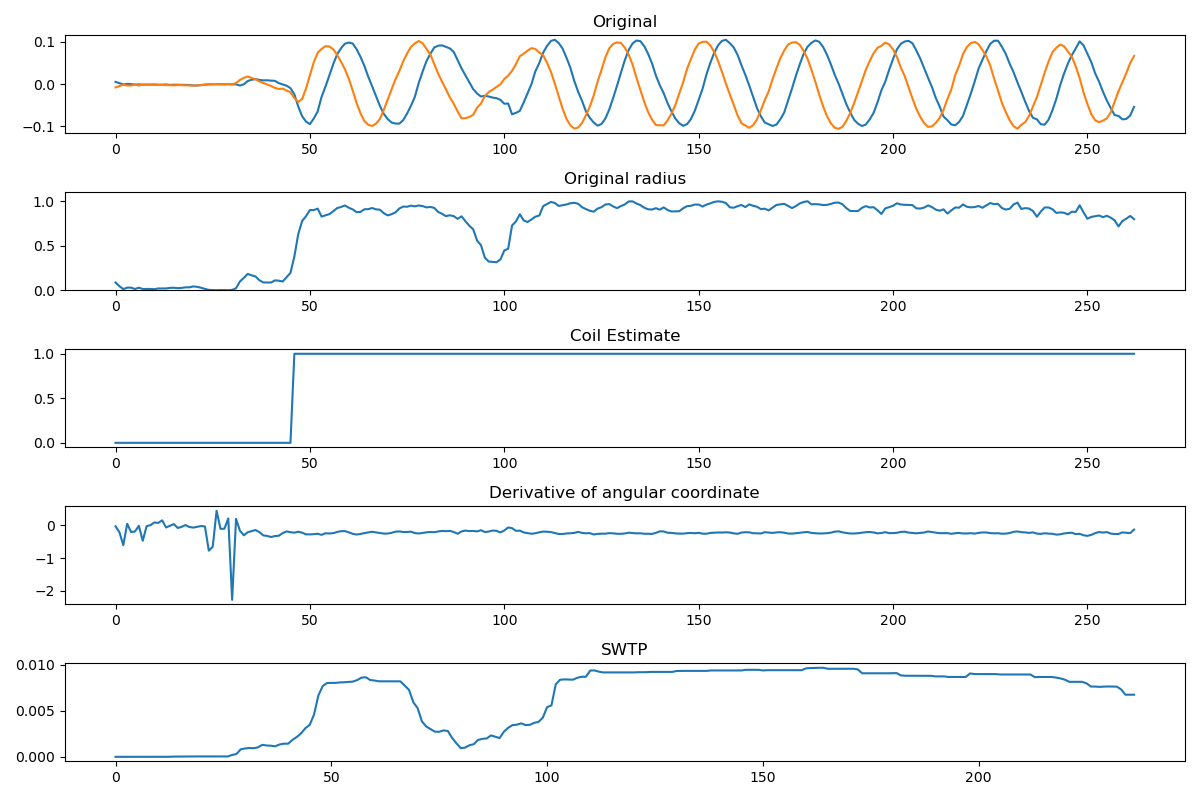 Original
0.1
0.0
−0.1
0 50 100 150 200 250
Original radius
1.0
0.5
0.0
0 50 100 150 200 250
Coil Estimate
1.0
0.5
0.0
0 50 100 150 200 250
Derivative of angular coordinate
0
−1
−2
0 50 100 150 200 250
SWTP
0.010
0.005
0.000
0 50 100 150 200